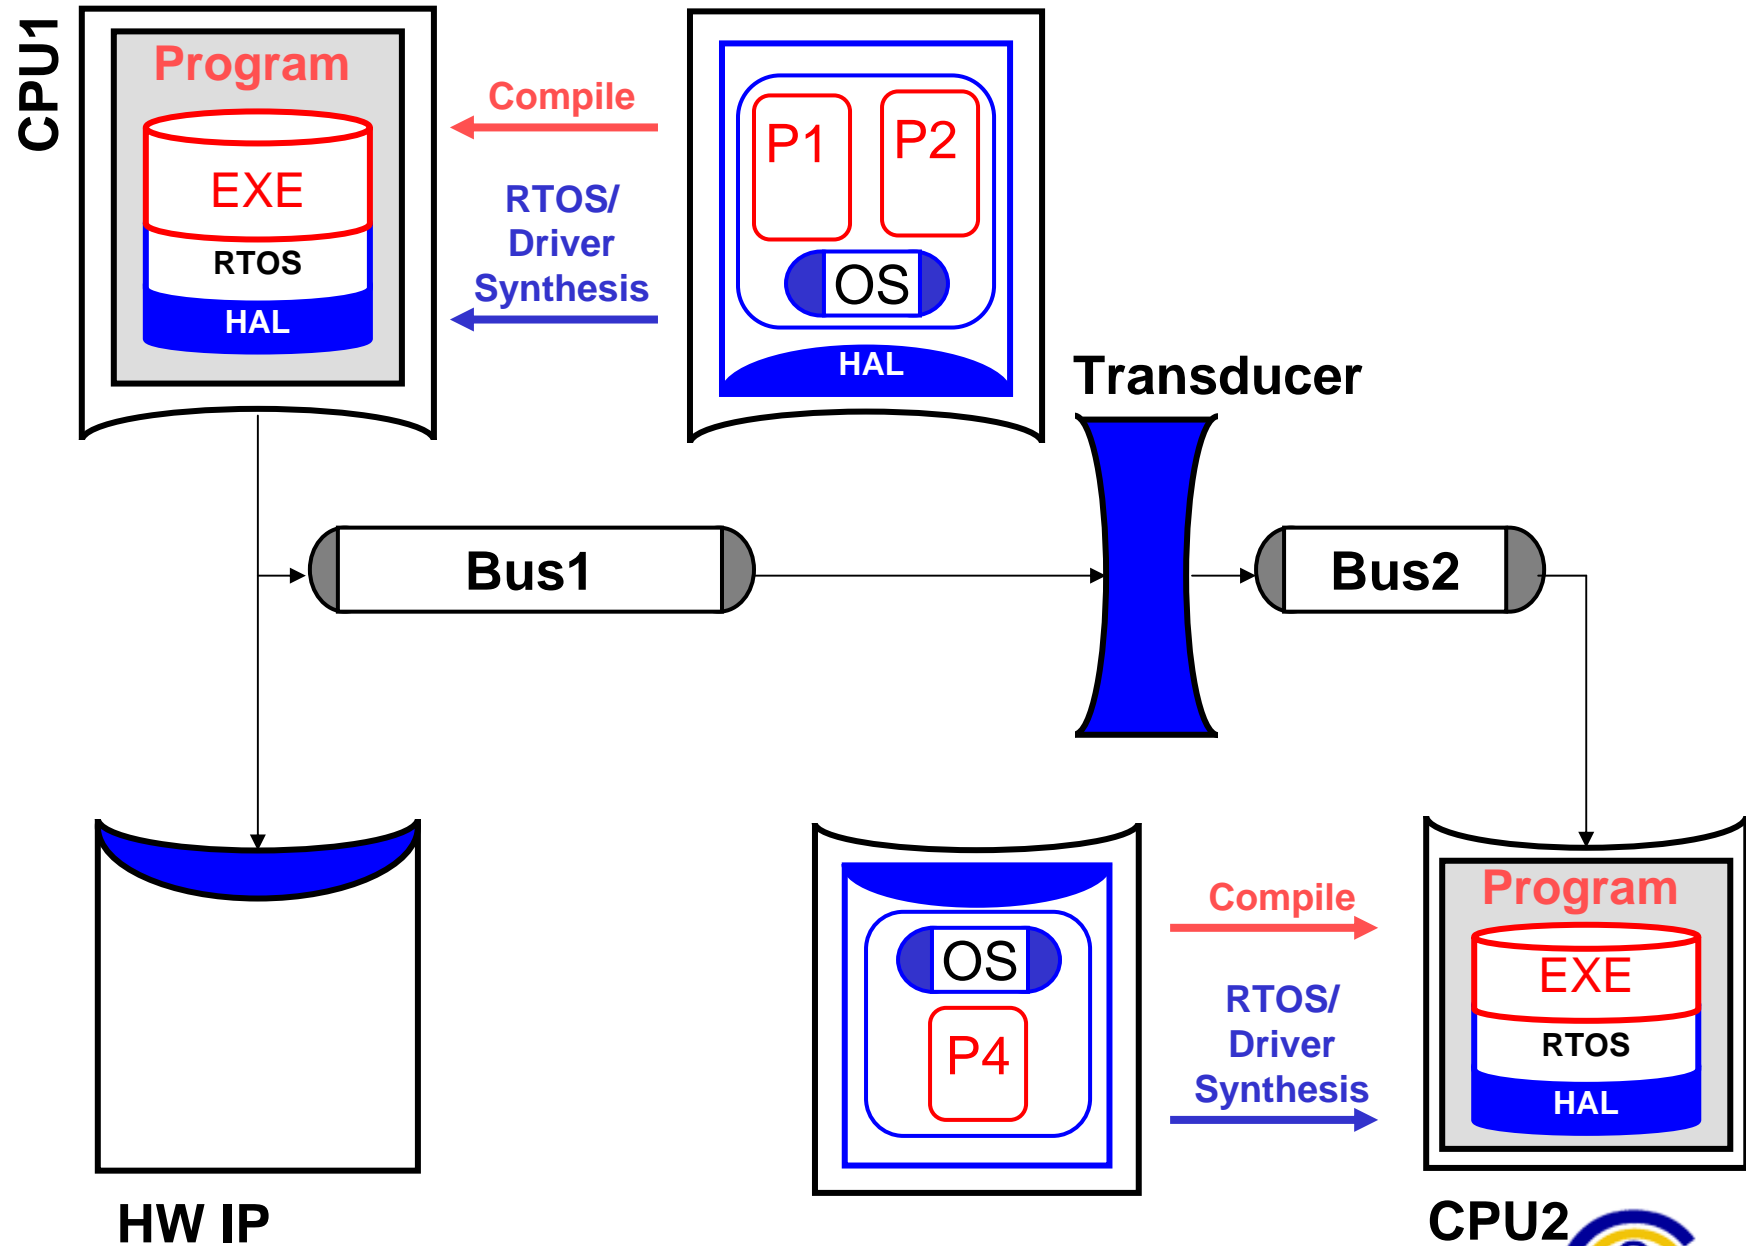 CPU1
Program
EXE
RTOS
HAL
Compile
RTOS/
Driver
Synthesis
P1
P2
OS
HAL
Transducer
Bus1
Bus2
HW IP
OS
P4
Compile
RTOS/
Driver
Synthesis
Program
EXE
RTOS
HAL
CPU2